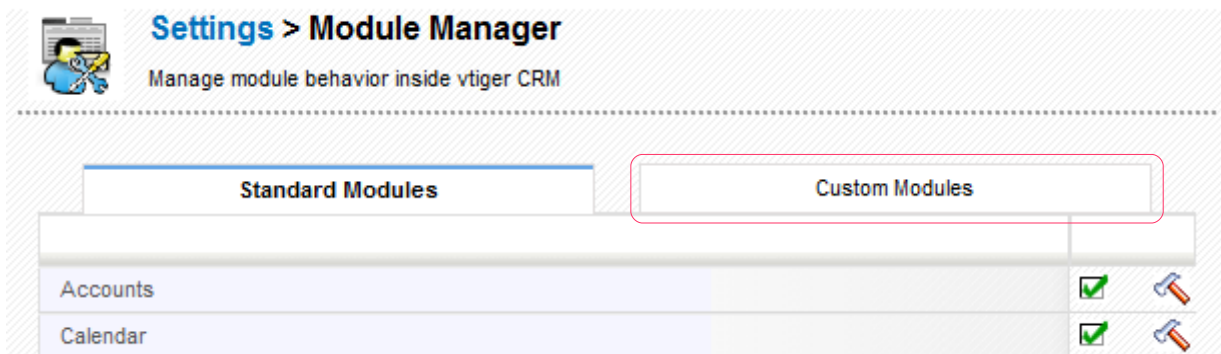 Settings > Module Manager
Manage module behavior inside vtiger CRM
Standard Modules
Custom Modules
Accounts
Calendar